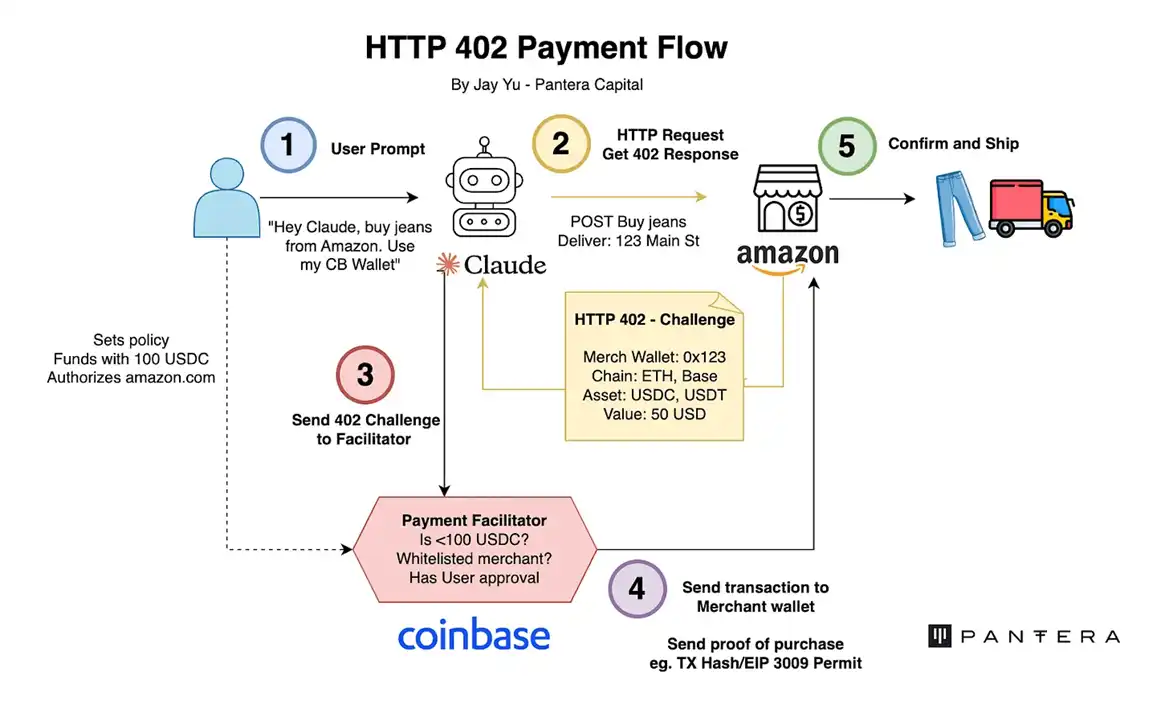 HTTP 402 Payment Flow
By Jay Yu - Pantera Capital
1
User Prompt
"Hey Claude, buy jeans
from Amazon. Use
my CB Wallet"
Claude
2
HTTP Request
Get 402 Response
POST Buy jeans
Deliver: 123 Main St
$
amazon
5
Confirm and Ship
HTTP 402 - Challenge
Merch Wallet: 0x123
Chain: ETH, Base
Asset: USDC, USDT
Value: 50 USD
Sets policy
Funds with 100 USDC
Authorizes amazon.com
3
Send 402 Challenge
to Facilitator
Payment Facilitator
Is <100 USDC?
Whitelisted merchant?
Has User approval
coinbase
4
Send transaction to
Merchant wallet
Send proof of purchase
eg. TX Hash/EIP 3009 Permit
PANTERA